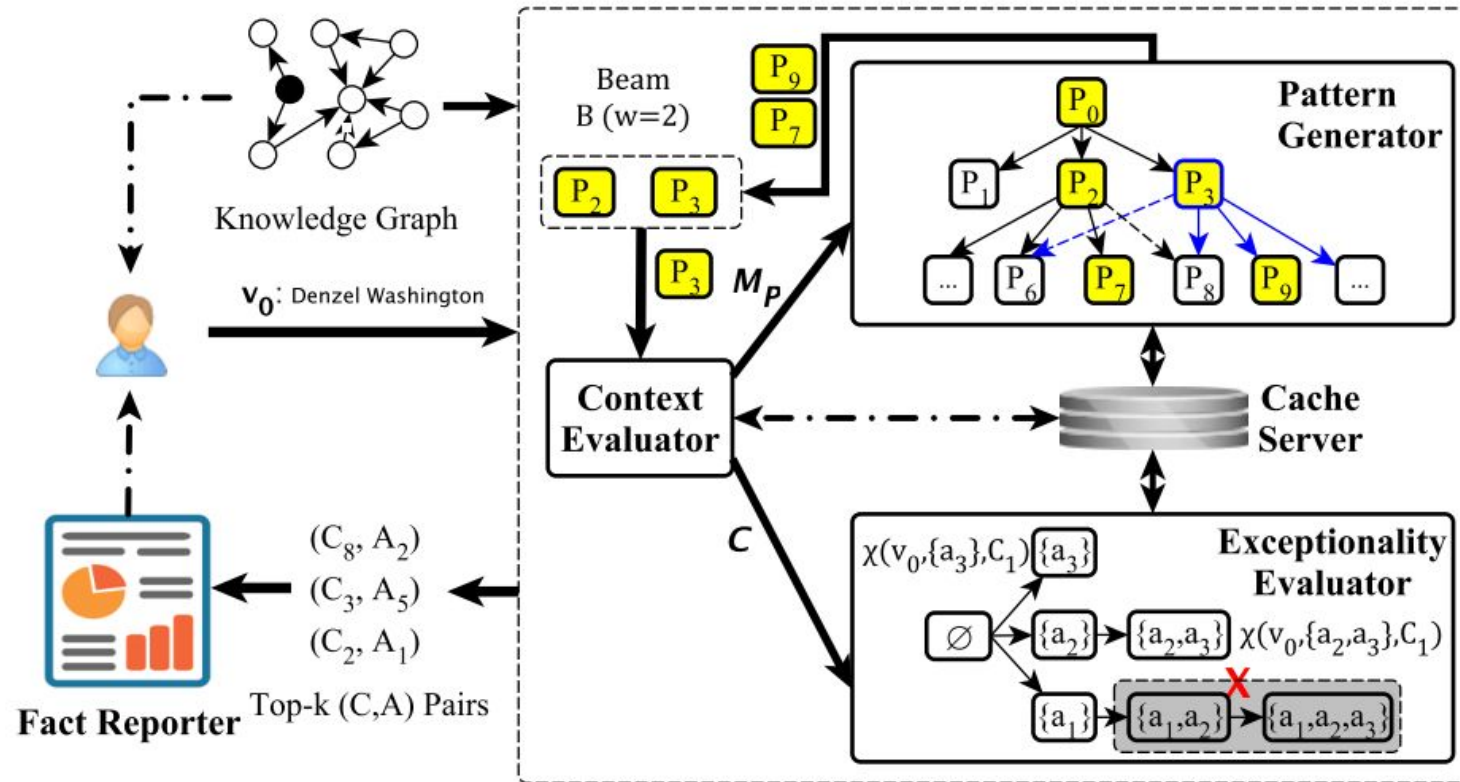 Knowledge Graph
v₀: Denzel Washington
Fact Reporter
(C₈, A₂)
(C₃, A₅)
(C₂, A₁)
Top-k (C,A) Pairs
Beam
B (w=2)
P₂
P₃
P₃
P₉
P₇
Context
Evaluator
M_P
C
Pattern
Generator
P₀
P₁
P₂
P₃
...
P₆
P₇
P₈
P₉
...
Cache
Server
Exceptionality
Evaluator
χ(v₀,{a₃},C₁)
{a₃}
∅
{a₂}
{a₂,a₃}
χ(v₀,{a₂,a₃},C₁)
X
{a₁}
{a₁,a₂}
{a₁,a₂,a₃}